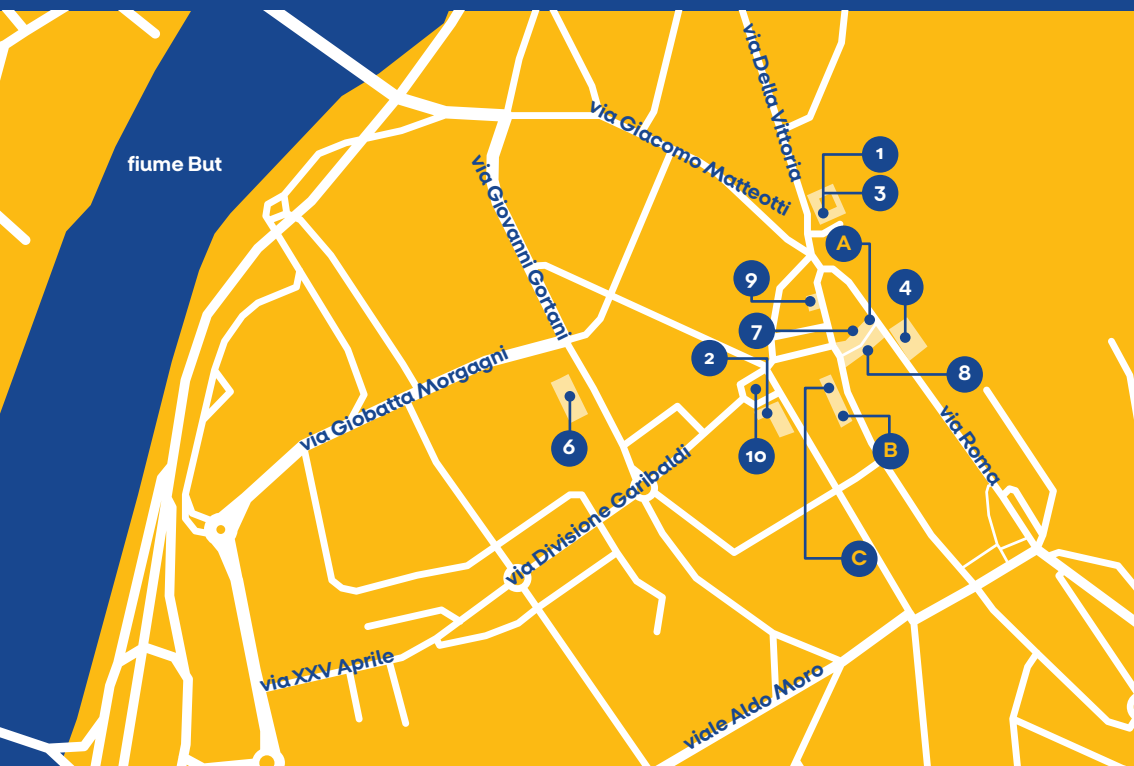 via Della Vittoria
via Giacomo Matteotti
1
fiume But
via Giovanni Gortani
3
A
9
4
7
2
8
via Giobatta Morgagni
via Roma
6
10
B
via Divisione Garibaldi
C
via XXV Aprile
viale Aldo Moro